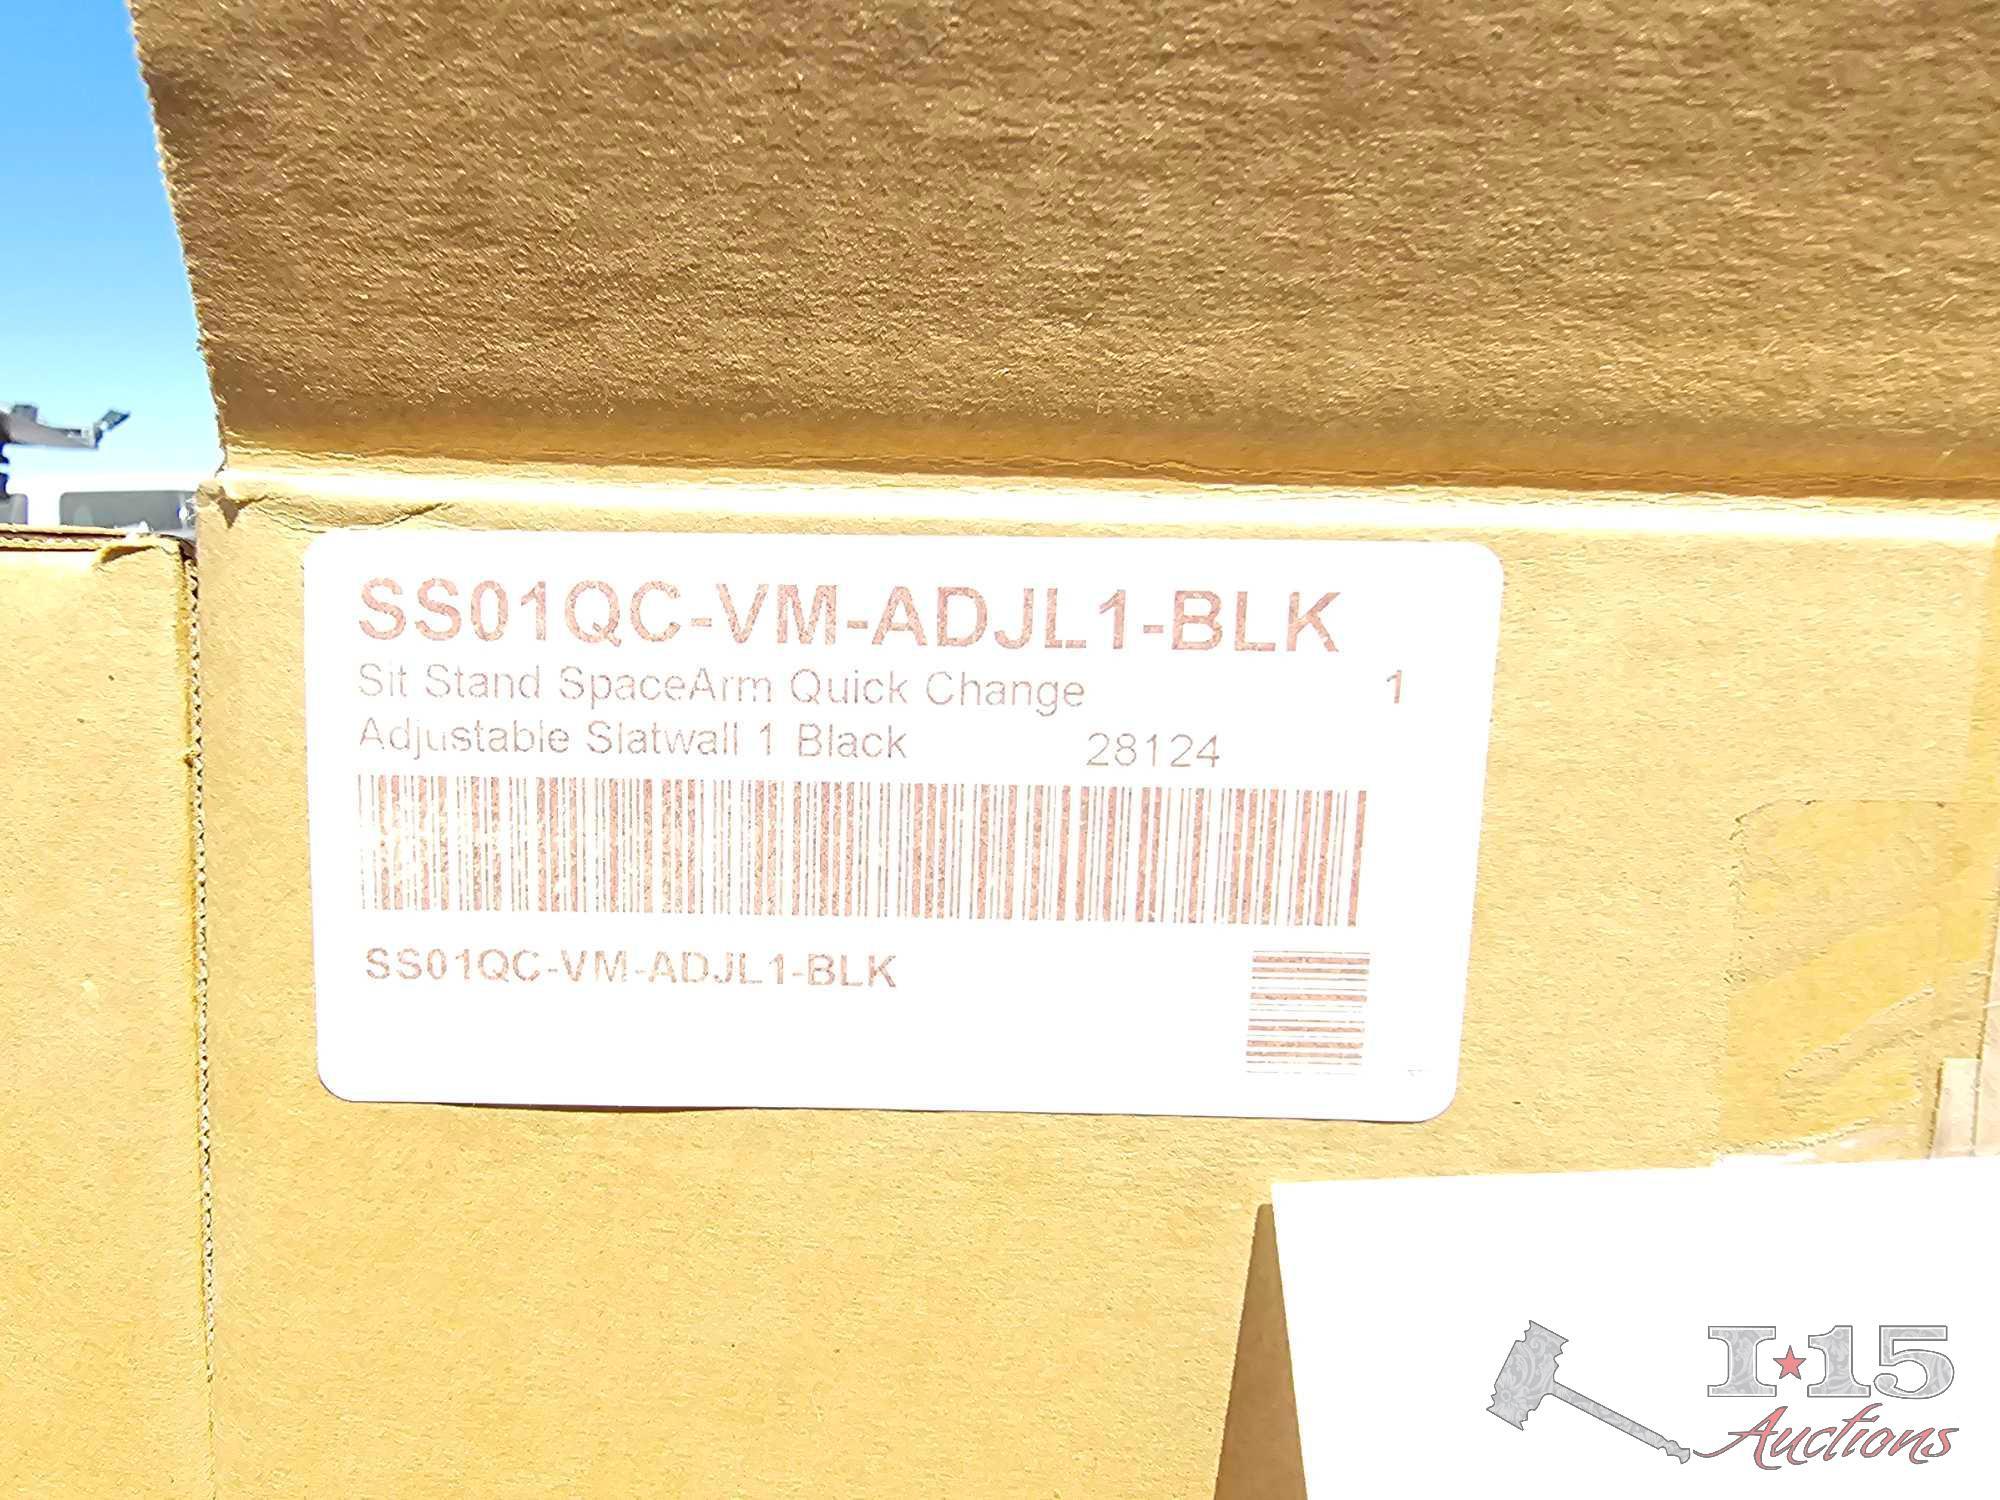 SS01QC-VM-ADJL1-BLK
Sit Stand SpaceArm Quick Change 1
Adjustable Slatwall 1 Black 28124
SS01QC-VM-ADJL1-BLK
I★15
Auctions